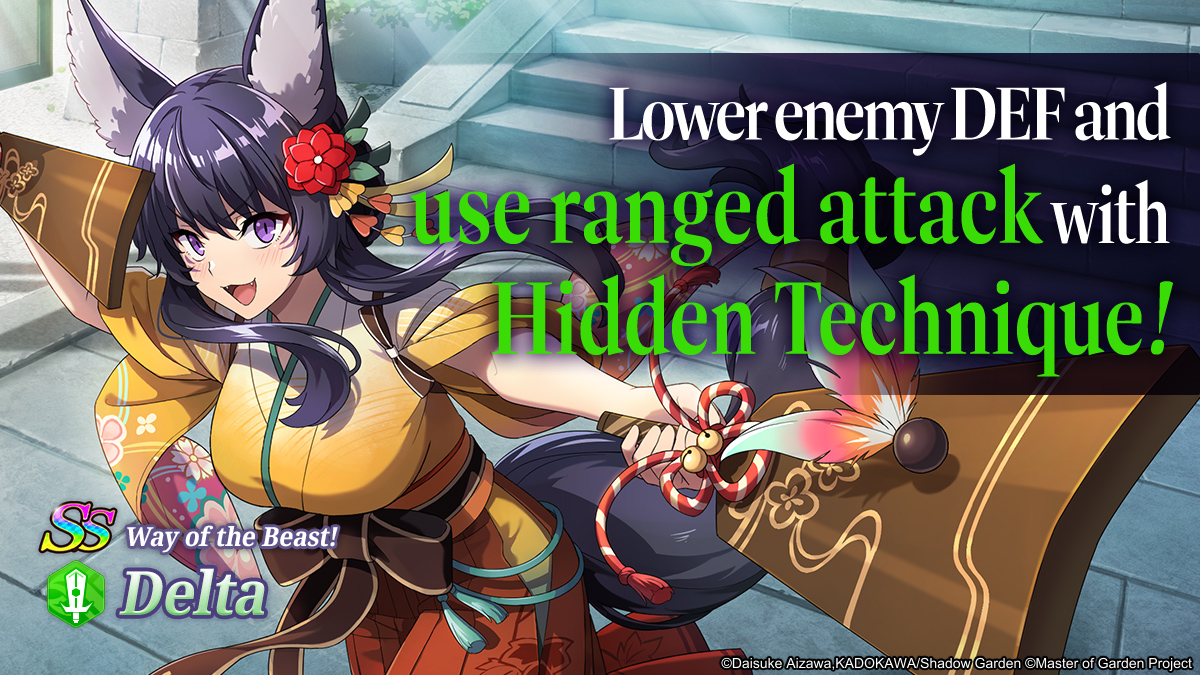 Lower enemy DEF and
use ranged attack with
Hidden Technique!
SS Way of the Beast!
Delta
©Daisuke Aizawa,KADOKAWA/Shadow Garden ©Master of Garden Project